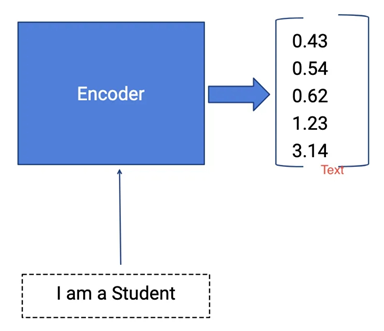 Encoder
0.43
0.54
0.62
1.23
3.14
Text
I am a Student